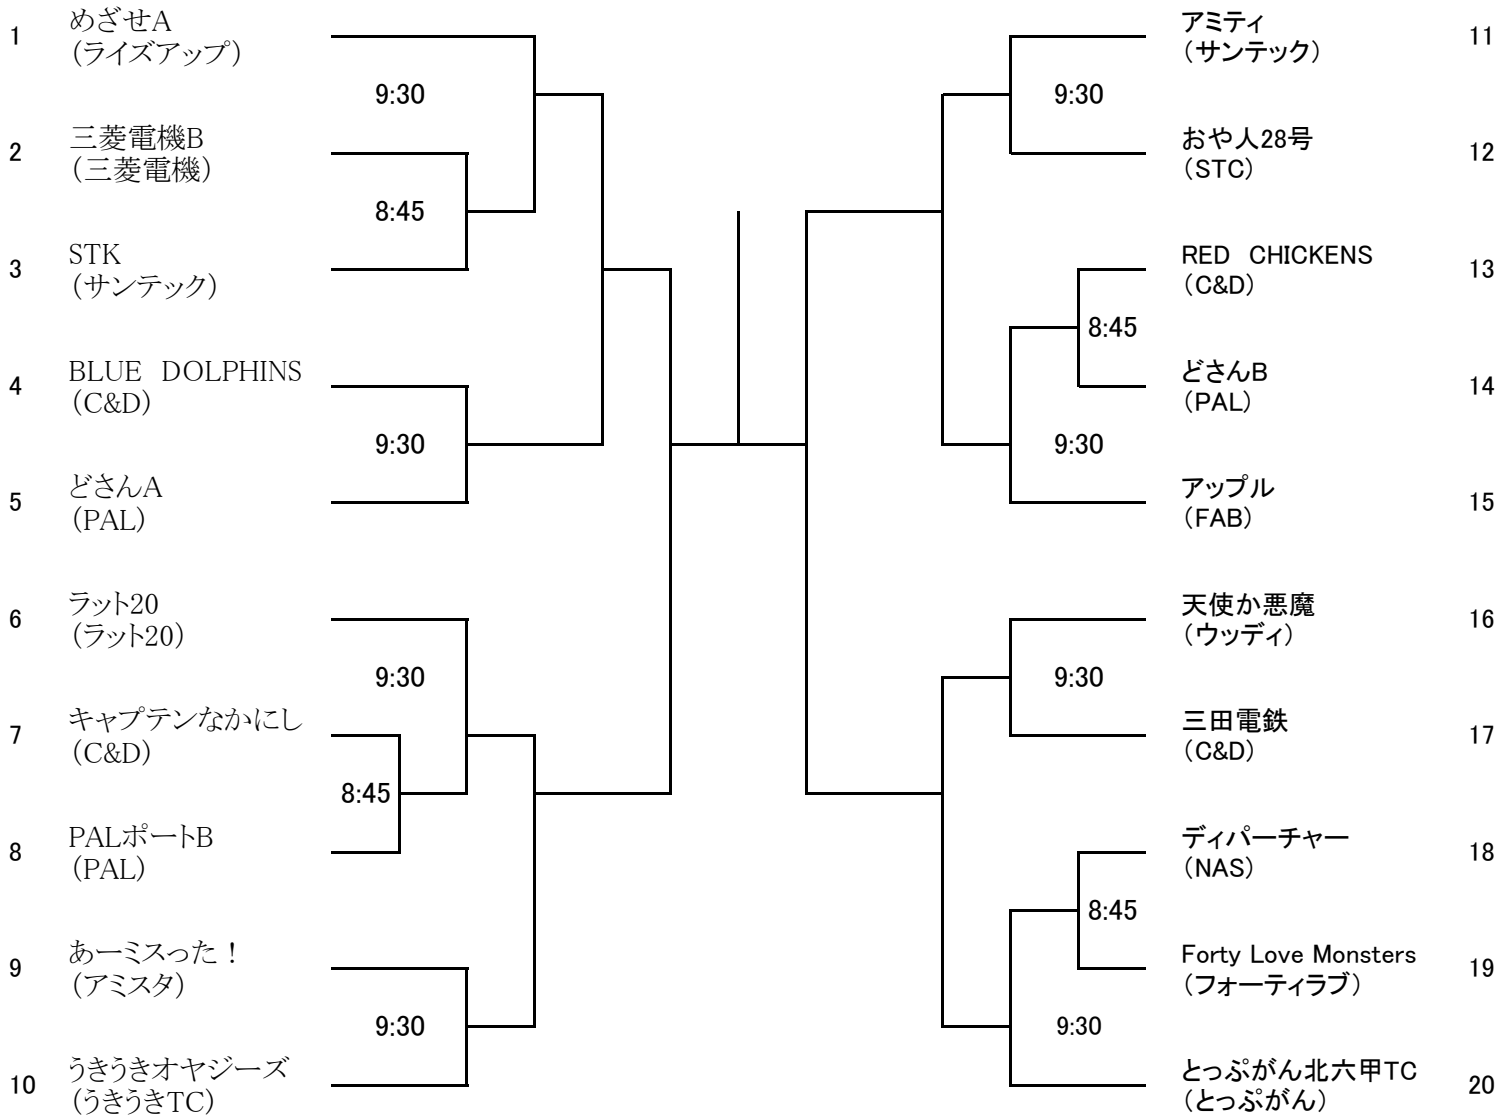 1
めざせA
（ライズアップ）
9:30
2
三菱電機B
（三菱電機）
8:45
3
STK
（サンテック）
4
BLUE　DOLPHINS
（C&D）
9:30
5
どさんA
（PAL）
6
ラット20
（ラット20）
9:30
7
キャプテンなかにし
（C&D）
8:45
8
PALポートB
（PAL）
9
あーミスった！
（アミスタ）
9:30
10
うきうきオヤジーズ
（うきうきTC）
アミティ
（サンテック）
11
9:30
おや人28号
（STC）
12
RED　CHICKENS
（C&D）
13
8:45
どさんB
（PAL）
14
9:30
アップル
（FAB）
15
天使か悪魔
（ウッディ）
16
9:30
三田電鉄
（C&D）
17
ディパーチャー
（NAS）
18
8:45
Forty Love Monsters
（フォーティラブ）
19
9:30
とっぷがん北六甲TC
（とっぷがん）
20